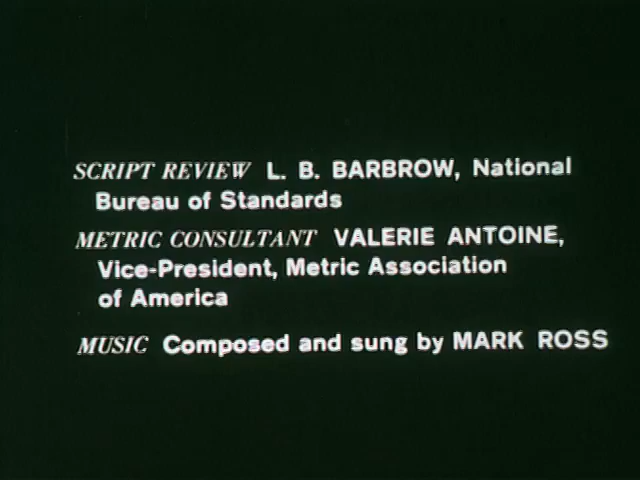 SCRIPT REVIEW L. B. BARBROW, National
Bureau of Standards
METRIC CONSULTANT VALERIE ANTOINE,
Vice-President, Metric Association
of America
MUSIC Composed and sung by MARK ROSS